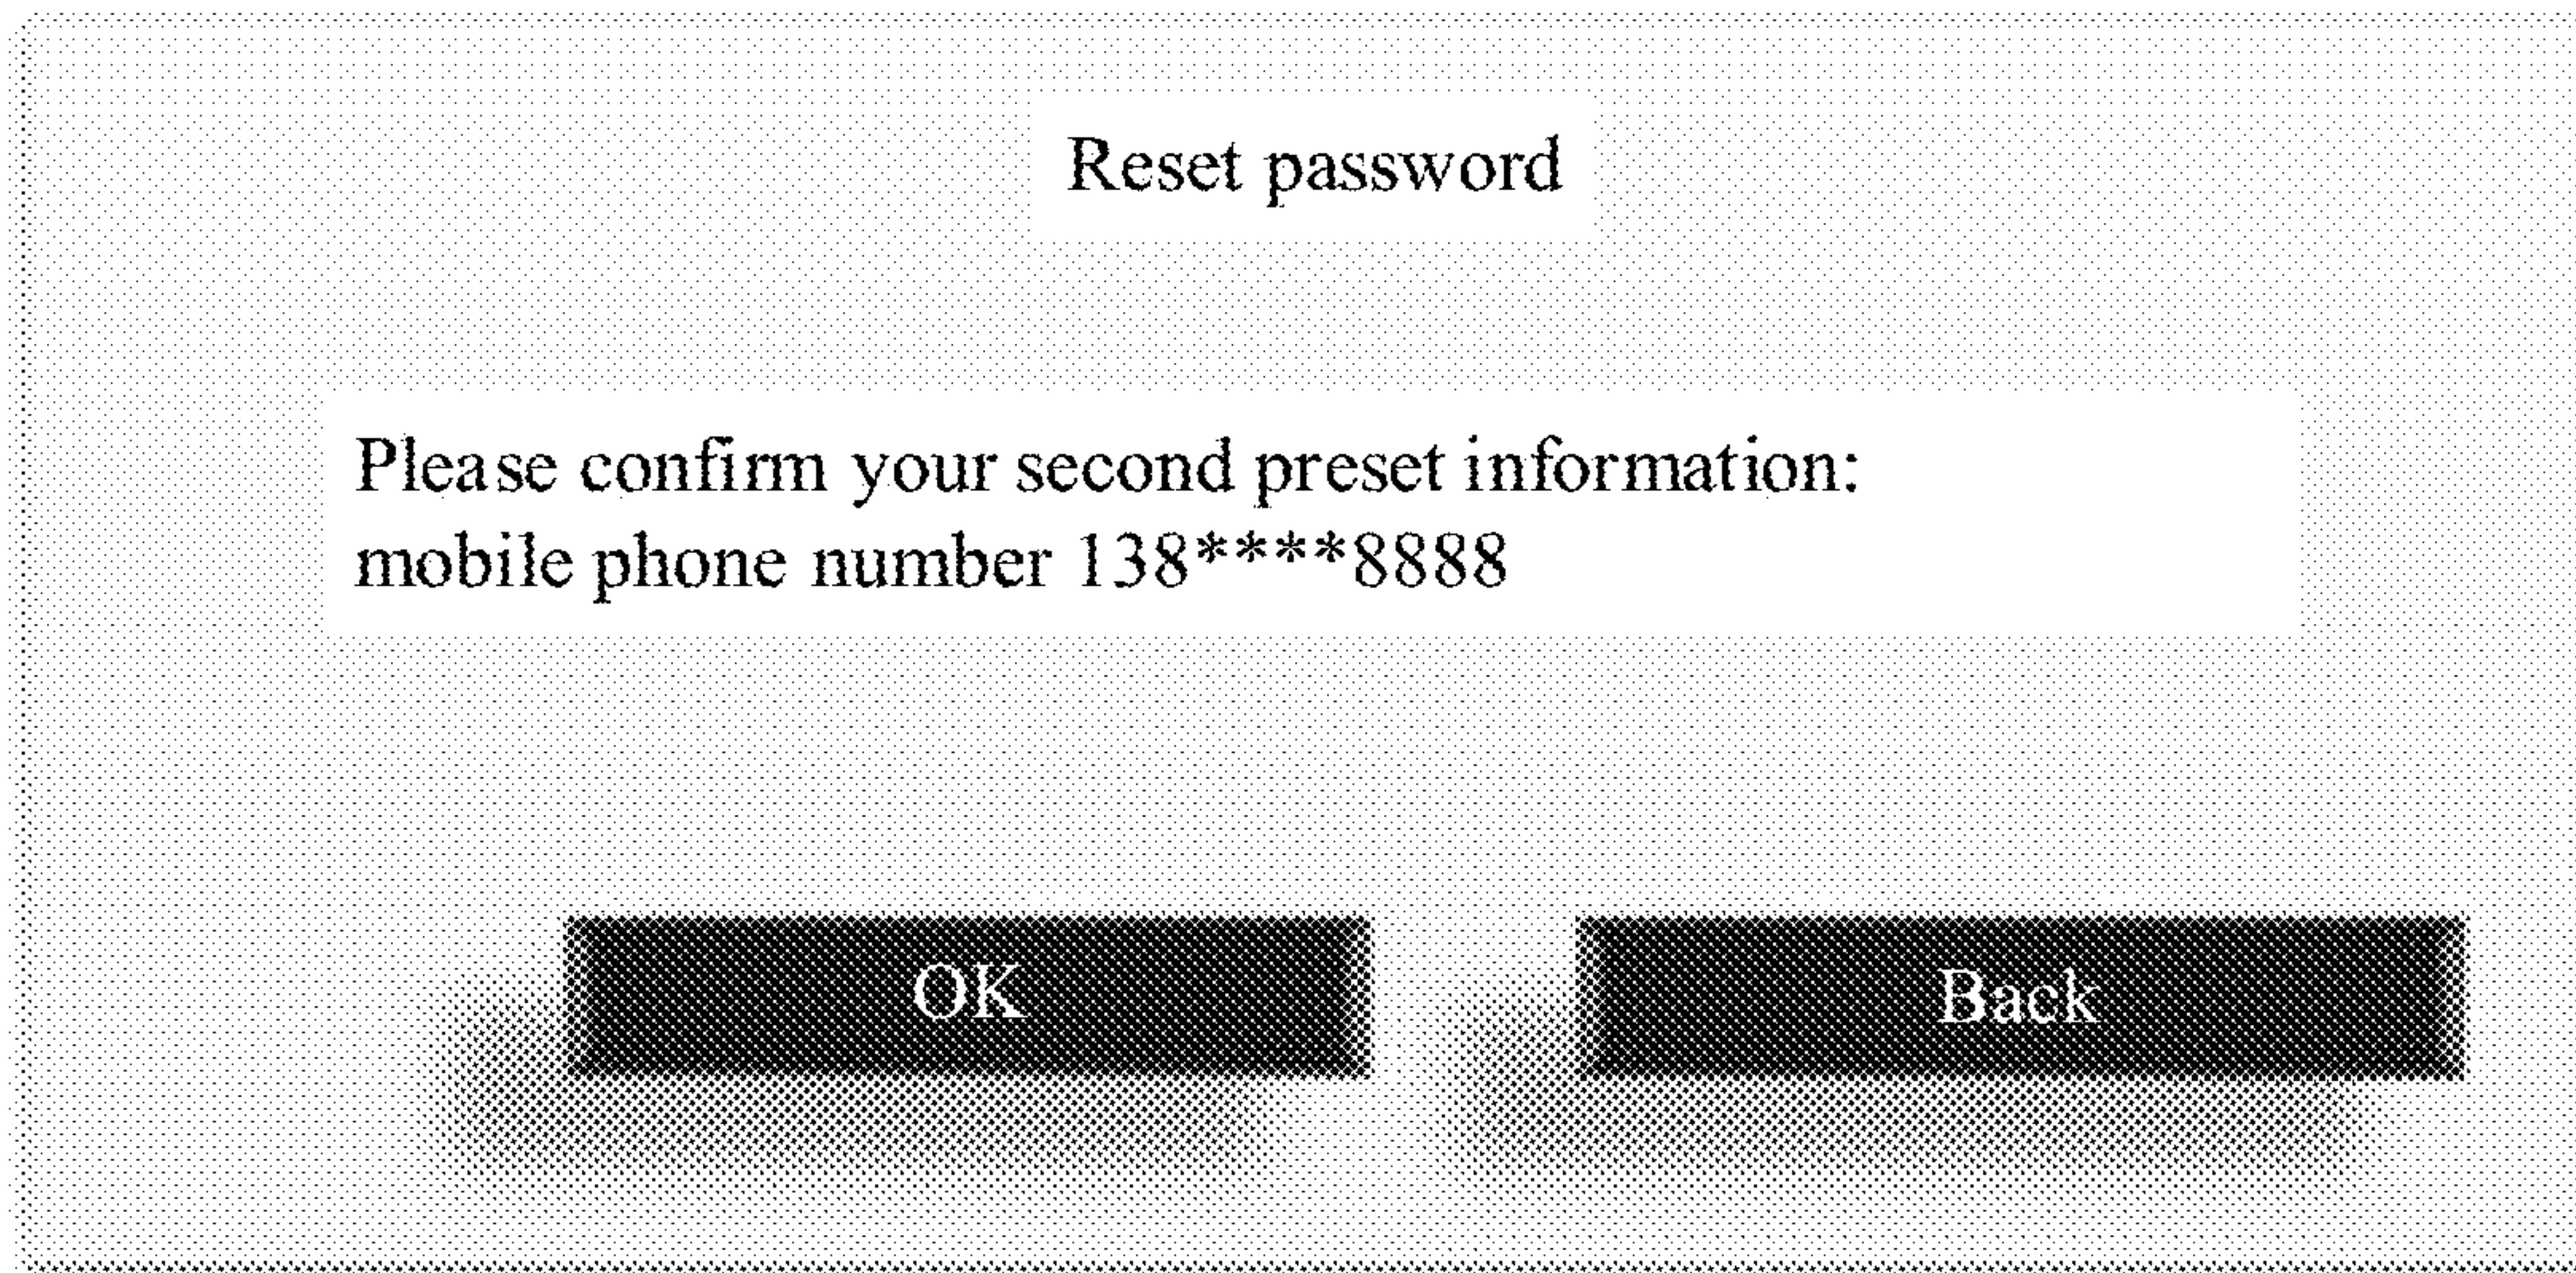 Reset password
Please confirm your second preset information:
mobile phone number 138****8888
OK
Back